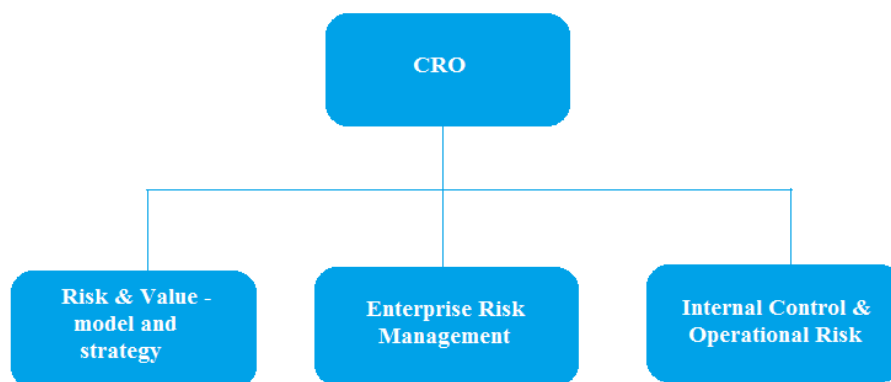 CRO
Risk & Value -
model and
strategy
Enterprise Risk
Management
Internal Control &
Operational Risk